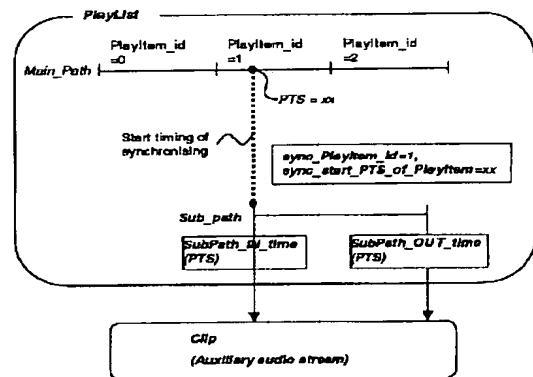 PlayList
PlayItem_id
=0
PlayItem_id
=1
PlayItem_id
=2
Main_Path
PTS = xx
Start timing of
synchronising
sync_PlayItem_id=1,
sync_start_PTS_of_PlayItem=xx
Sub_path
SubPath_IN_time
(PTS)
SubPath_OUT_time
(PTS)
Clip
(Auxiliary audio stream)